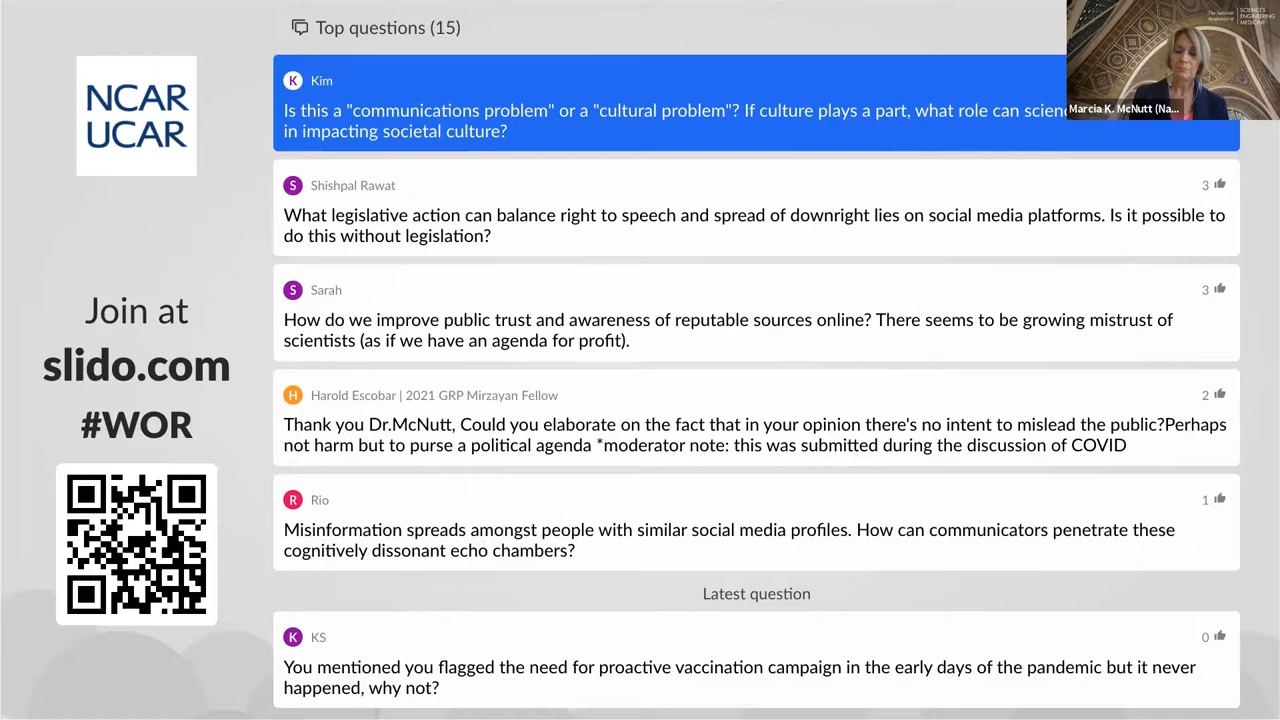 Top questions (15)
The National Academies of
SCIENCES
ENGINEERING
MEDICINE
NCAR
UCAR
K Kim
Is this a "communications problem" or a "cultural problem"? If culture plays a part, what role can
in impacting societal culture?
Marcia K. McNutt (Na...
S Shishpal Rawat 3
What legislative action can balance right to speech and spread of downright lies on social media platforms. Is it possible to
do this without legislation?
S Sarah 3
How do we improve public trust and awareness of reputable sources online? There seems to be growing mistrust of
scientists (as if we have an agenda for profit).
Join at
slido.com
#WOR
H Harold Escobar | 2021 GRP Mirzayan Fellow 2
Thank you Dr.McNutt, Could you elaborate on the fact that in your opinion there's no intent to mislead the public?Perhaps
not harm but to purse a political agenda *moderator note: this was submitted during the discussion of COVID
R Rio 1
Misinformation spreads amongst people with similar social media profiles. How can communicators penetrate these
cognitively dissonant echo chambers?
Latest question
K KS 0
You mentioned you flagged the need for proactive vaccination campaign in the early days of the pandemic but it never
happened, why not?